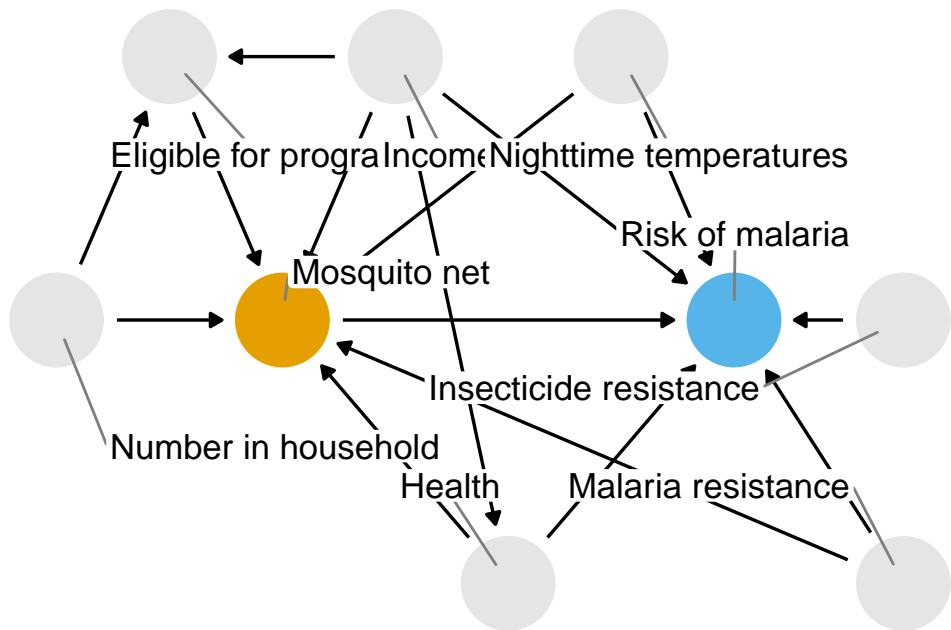 Eligible for progra
Income
Nighttime temperatures
Risk of malaria
Mosquito net
Insecticide resistance
Number in household
Health
Malaria resistance